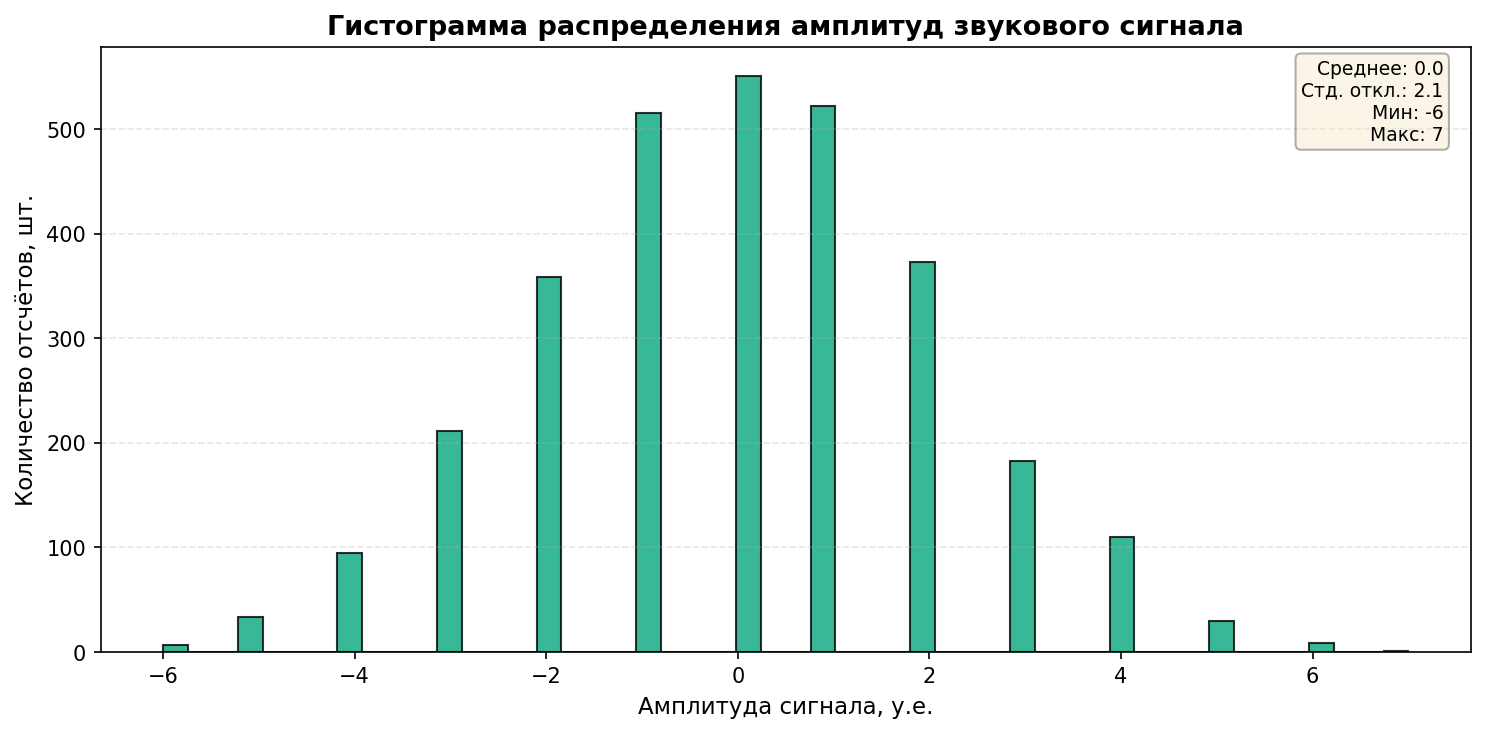 Гистограмма распределения амплитуд звукового сигнала
Среднее: 0.0
Стд. откл.: 2.1
Мин: -6
Макс: 7
Количество отсчётов, шт.
500
400
300
200
100
0
−6 −4 −2 0 2 4 6
Амплитуда сигнала, у.е.